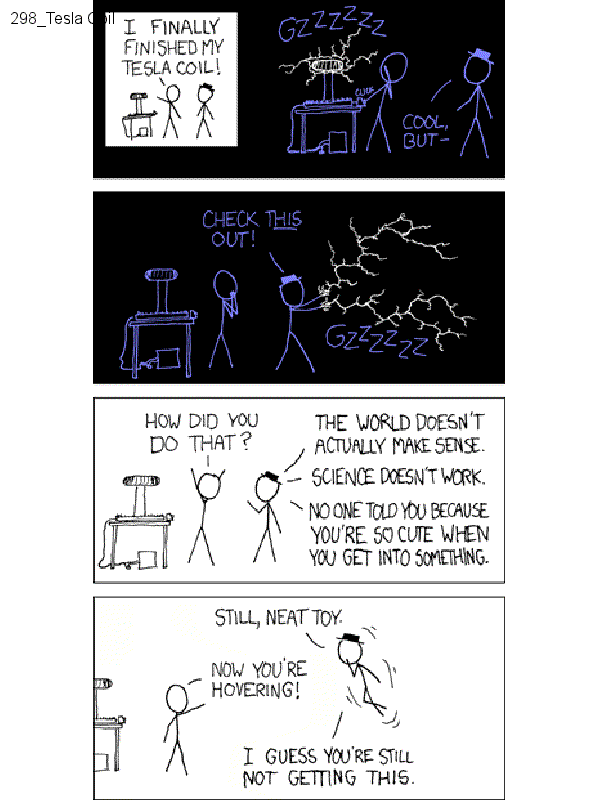 298_Tesla Coil
I FINALLY
FINISHED MY
TESLA COIL!
GZZZZZZ
CLICK
COOL,
BUT—
CHECK THIS
OUT!
GZZZZZZ
HOW DID YOU
DO THAT?
THE WORLD DOESN'T
ACTUALLY MAKE SENSE.
SCIENCE DOESN'T WORK.
NO ONE TOLD YOU BECAUSE
YOU'RE SO CUTE WHEN
YOU GET INTO SOMETHING.
STILL, NEAT TOY.
NOW YOU'RE
HOVERING!
I GUESS YOU'RE STILL
NOT GETTING THIS.